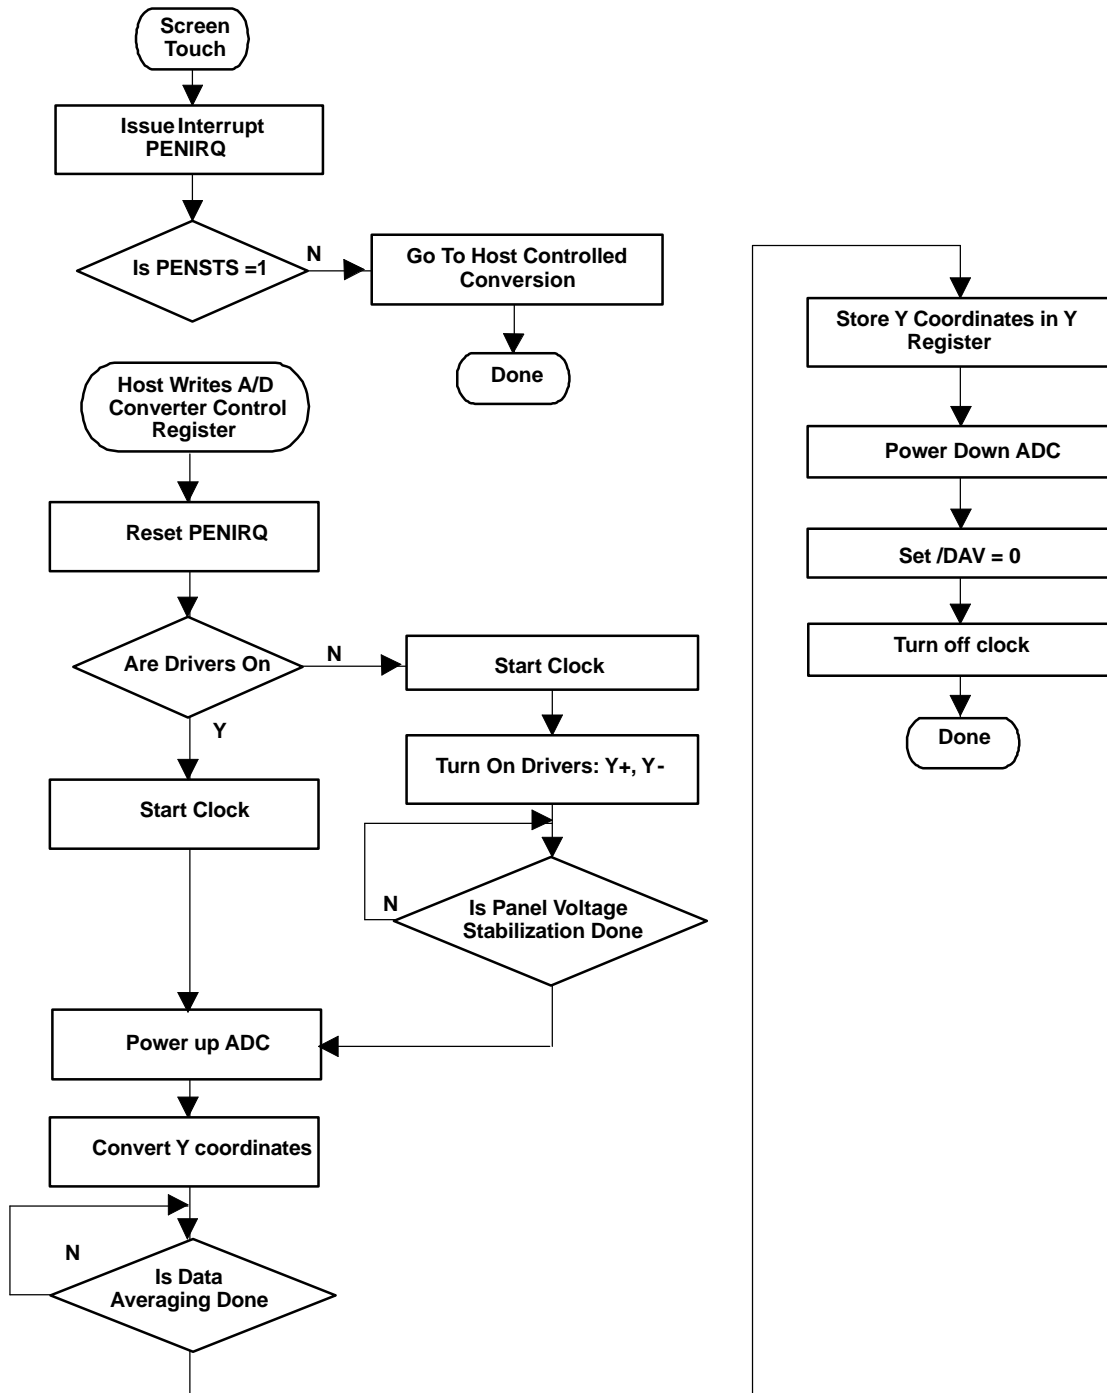 Screen
Touch
Issue Interrupt
PENIRQ
Is PENSTS =1
N
Go To Host Controlled
Conversion
Done
Host Writes A/D
Converter Control
Register
Reset PENIRQ
Are Drivers On
N
Y
Start Clock
Turn On Drivers: Y+, Y-
Start Clock
N
Is Panel Voltage
Stabilization Done
Power up ADC
Convert Y coordinates
N
Is Data
Averaging Done
Store Y Coordinates in Y
Register
Power Down ADC
Set /DAV = 0
Turn off clock
Done